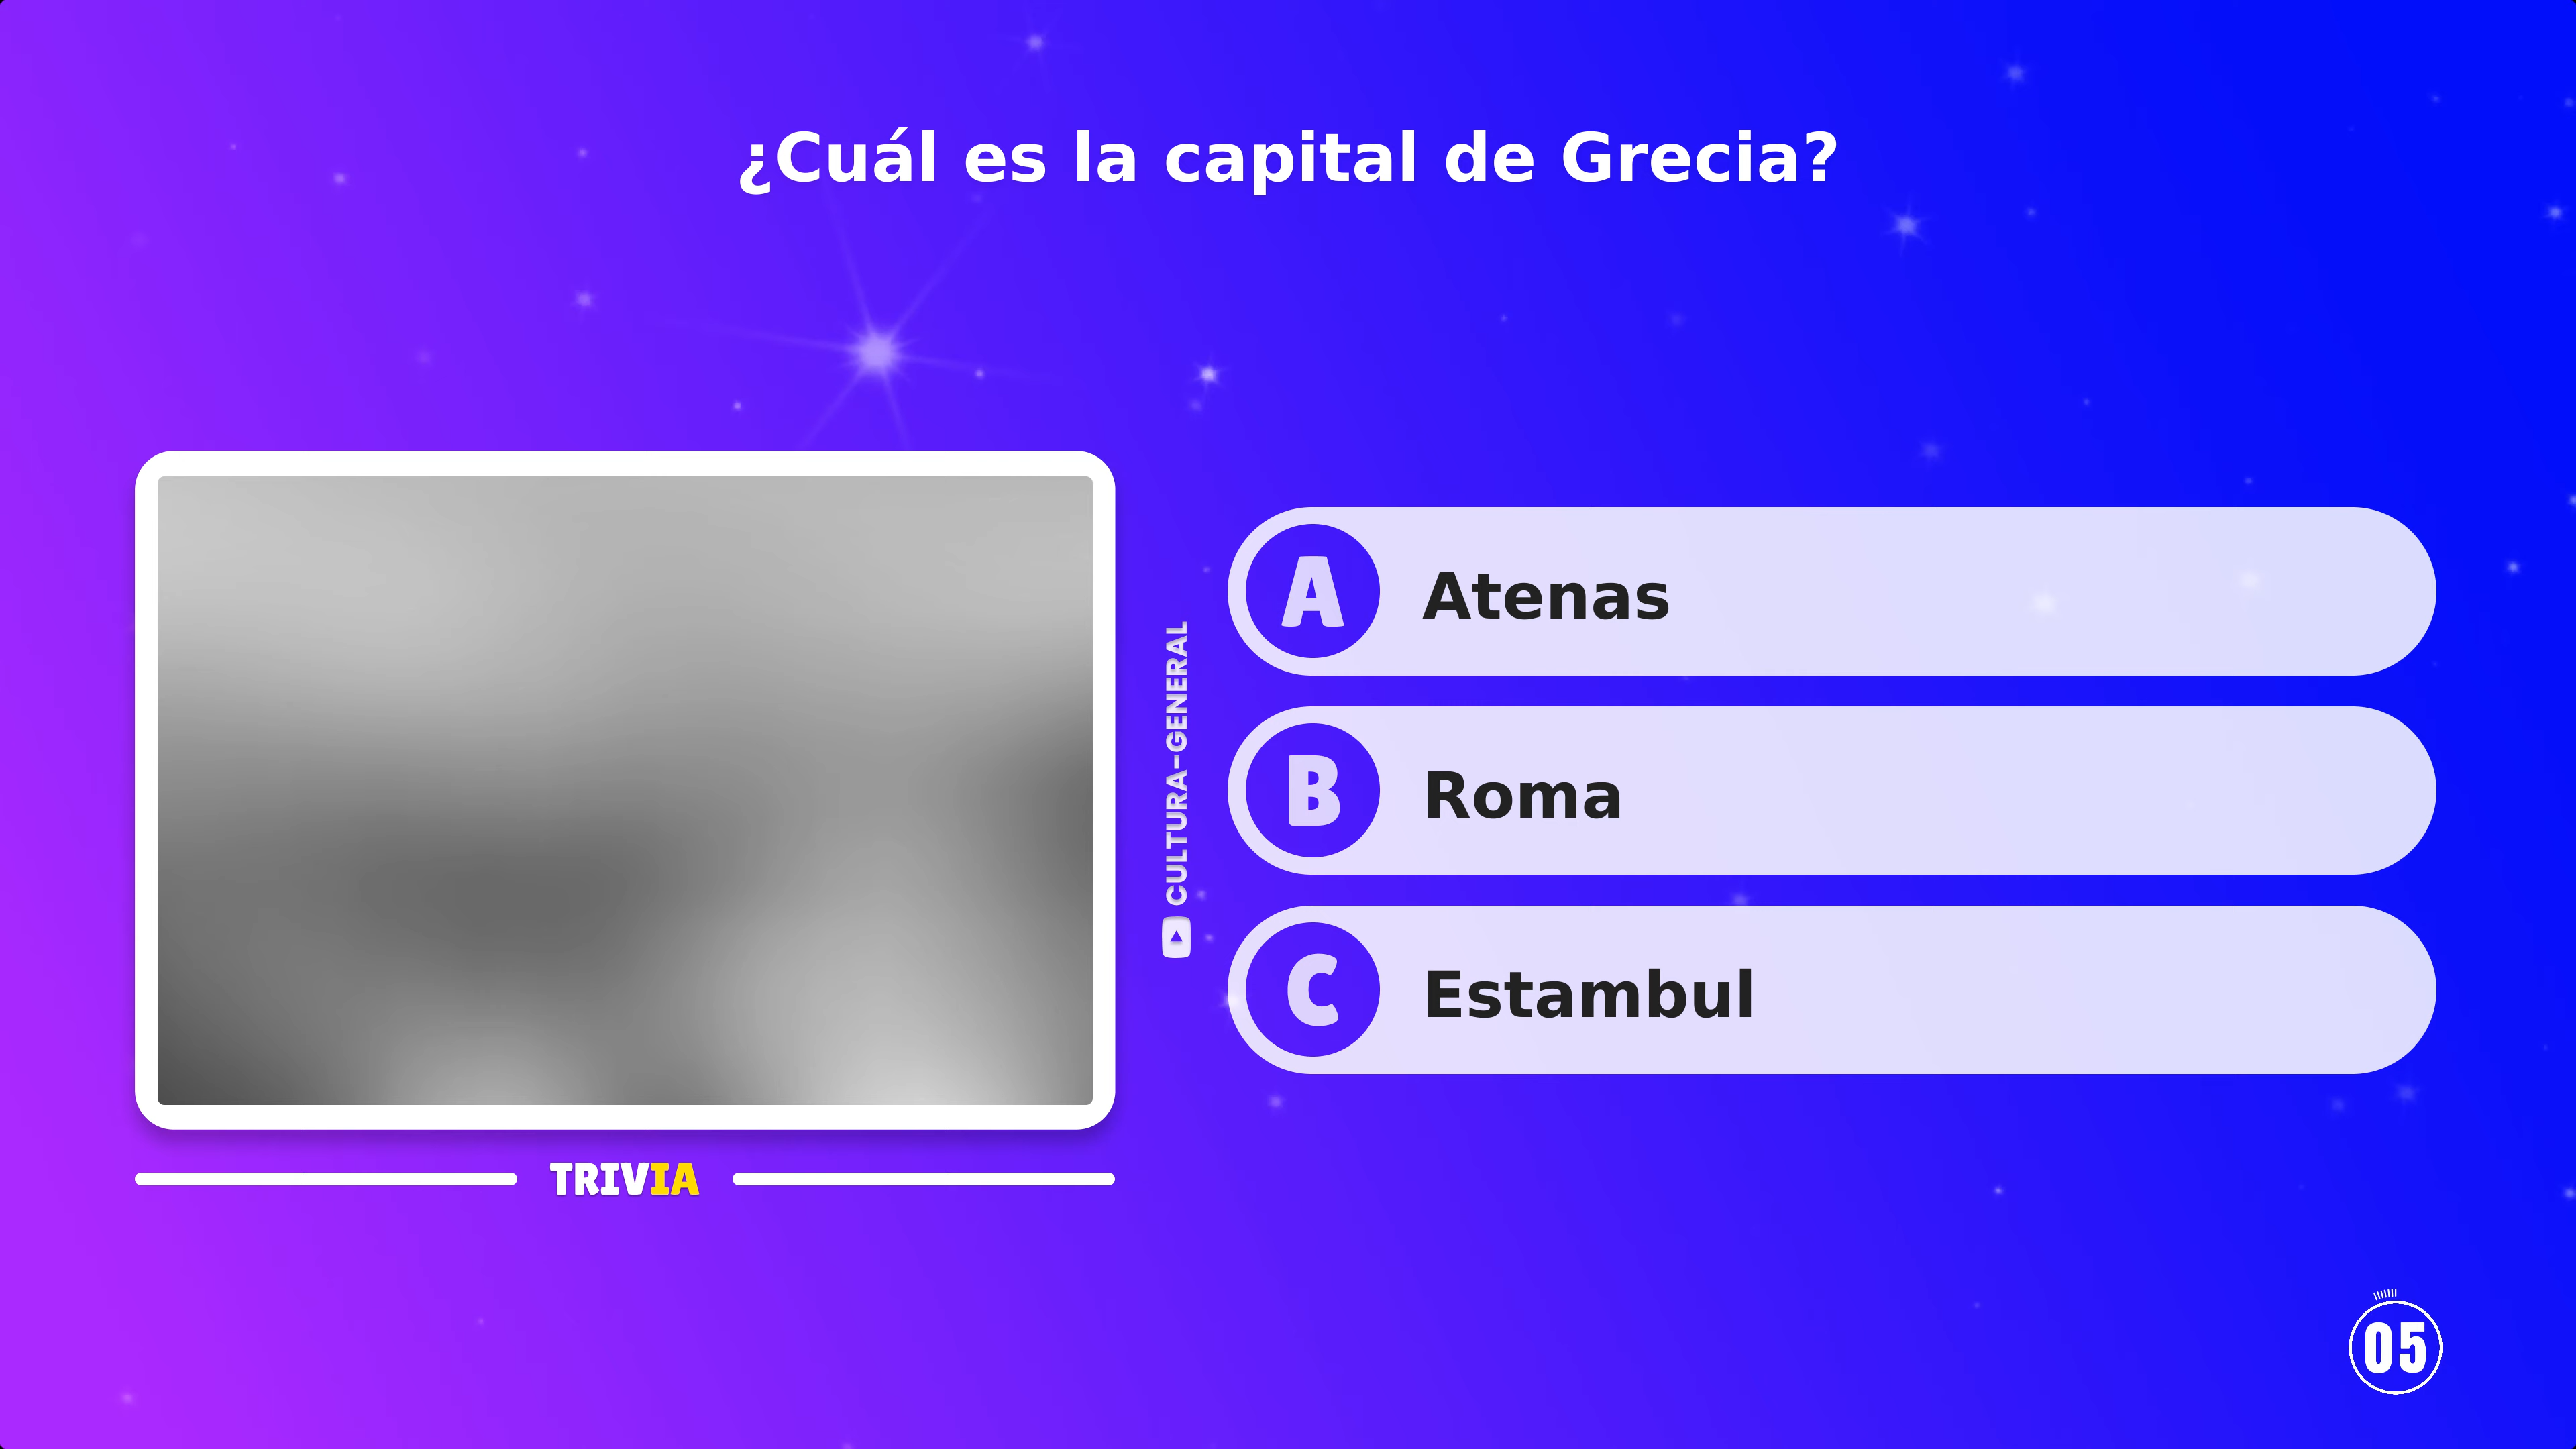 ¿Cuál es la capital de Grecia?
A Atenas
B Roma
C Estambul
CULTURA-GENERAL
TRIVIA
05